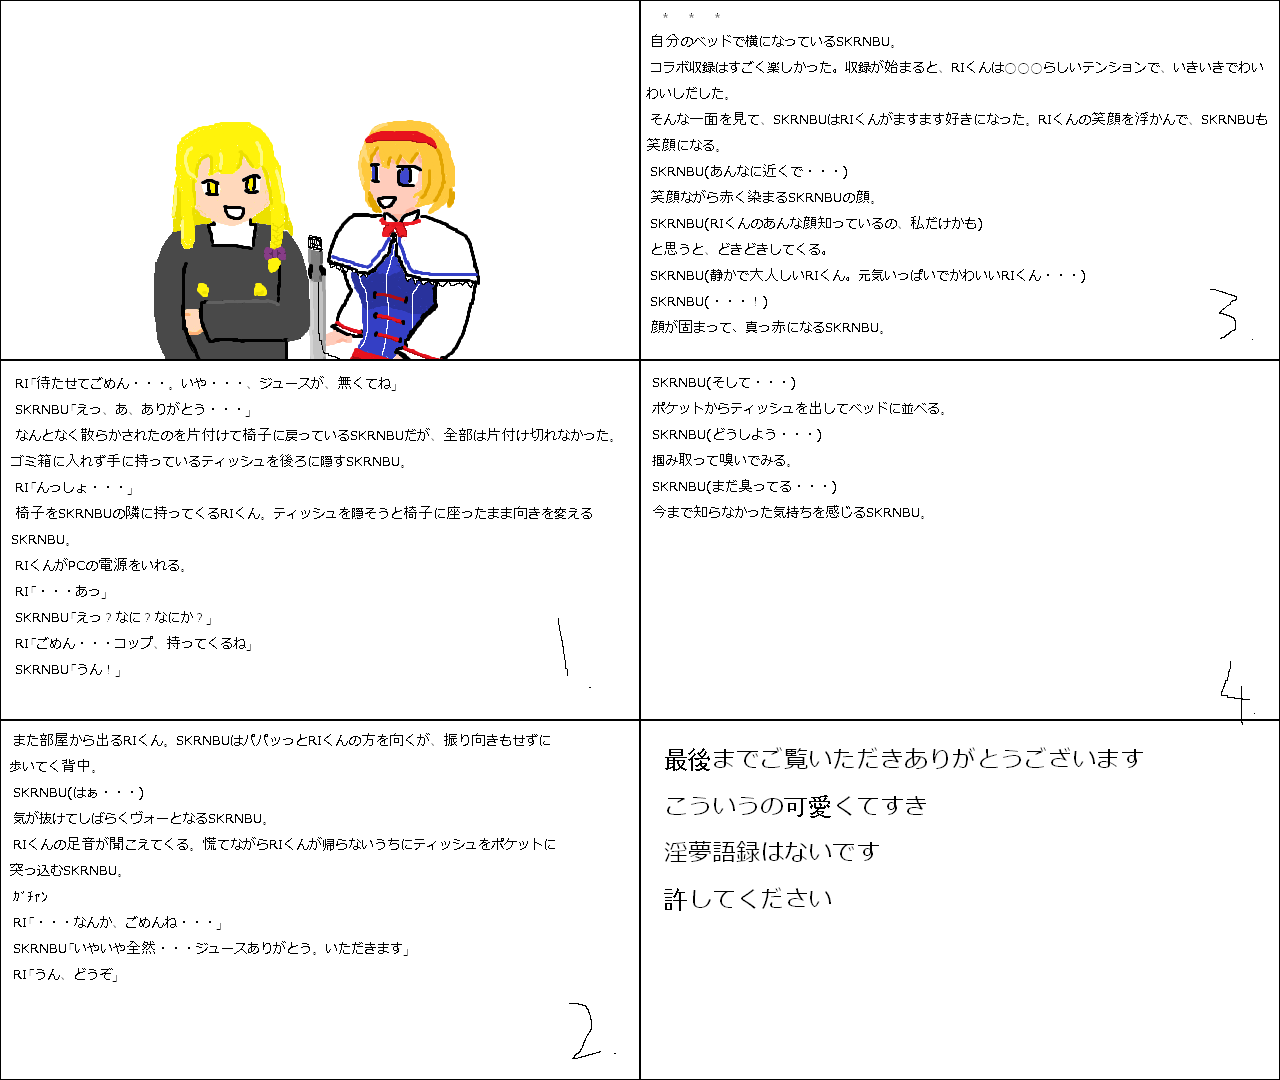 RI「待たせてごめん・・・。いや・・・、ジュースが、無くてね」
SKRNBU「えっ、あ、ありがとう・・・」
なんとなく散らかされたのを片付けて椅子に戻っているSKRNBUだが、全部は片付け切れなかった。
ゴミ箱に入れず手に持っているティッシュを後ろに隠すSKRNBU。
RI「んっしょ・・・」
椅子をSKRNBUの隣に持ってくるRIくん。ティッシュを隠そうと椅子に座ったまま向きを変える
SKRNBU。
RIくんがPCの電源をいれる。
RI「・・・あっ」
SKRNBU「えっ？なに？なにか？」
RI「ごめん・・・コップ、持ってくるね」
SKRNBU「うん！」
1.
また部屋から出るRIくん。SKRNBUはパパッっとRIくんの方を向くが、振り向きもせずに
歩いてく背中。
SKRNBU(はぁ・・・)
気が抜けてしばらくヴォーとなるSKRNBU。
RIくんの足音が聞こえてくる。慌てながらRIくんが帰らないうちにティッシュをポケットに
突っ込むSKRNBU。
ｶﾞﾁｬﾝ
RI「・・・なんか、ごめんね・・・」
SKRNBU「いやいや全然・・・ジュースありがとう。いただきます」
RI「うん、どうぞ」
2.
＊　＊　＊
自分のベッドで横になっているSKRNBU。
コラボ収録はすごく楽しかった。収録が始まると、RIくんは○○○らしいテンションで、いきいきでわい
わいしだした。
そんな一面を見て、SKRNBUはRIくんがますます好きになった。RIくんの笑顔を浮かんで、SKRNBUも
笑顔になる。
SKRNBU(あんなに近くで・・・)
笑顔ながら赤く染まるSKRNBUの顔。
SKRNBU(RIくんのあんな顔知っているの、私だけかも)
と思うと、どきどきしてくる。
SKRNBU(静かで大人しいRIくん。元気いっぱいでかわいいRIくん・・・)
SKRNBU(・・・！)
顔が固まって、真っ赤になるSKRNBU。
3.
SKRNBU(そして・・・)
ポケットからティッシュを出してベッドに並べる。
SKRNBU(どうしよう・・・)
掴み取って嗅いでみる。
SKRNBU(まだ臭ってる・・・)
今まで知らなかった気持ちを感じるSKRNBU。
4.
最後までご覧いただきありがとうございます
こういうの可愛くてすき
淫夢語録はないです
許してください